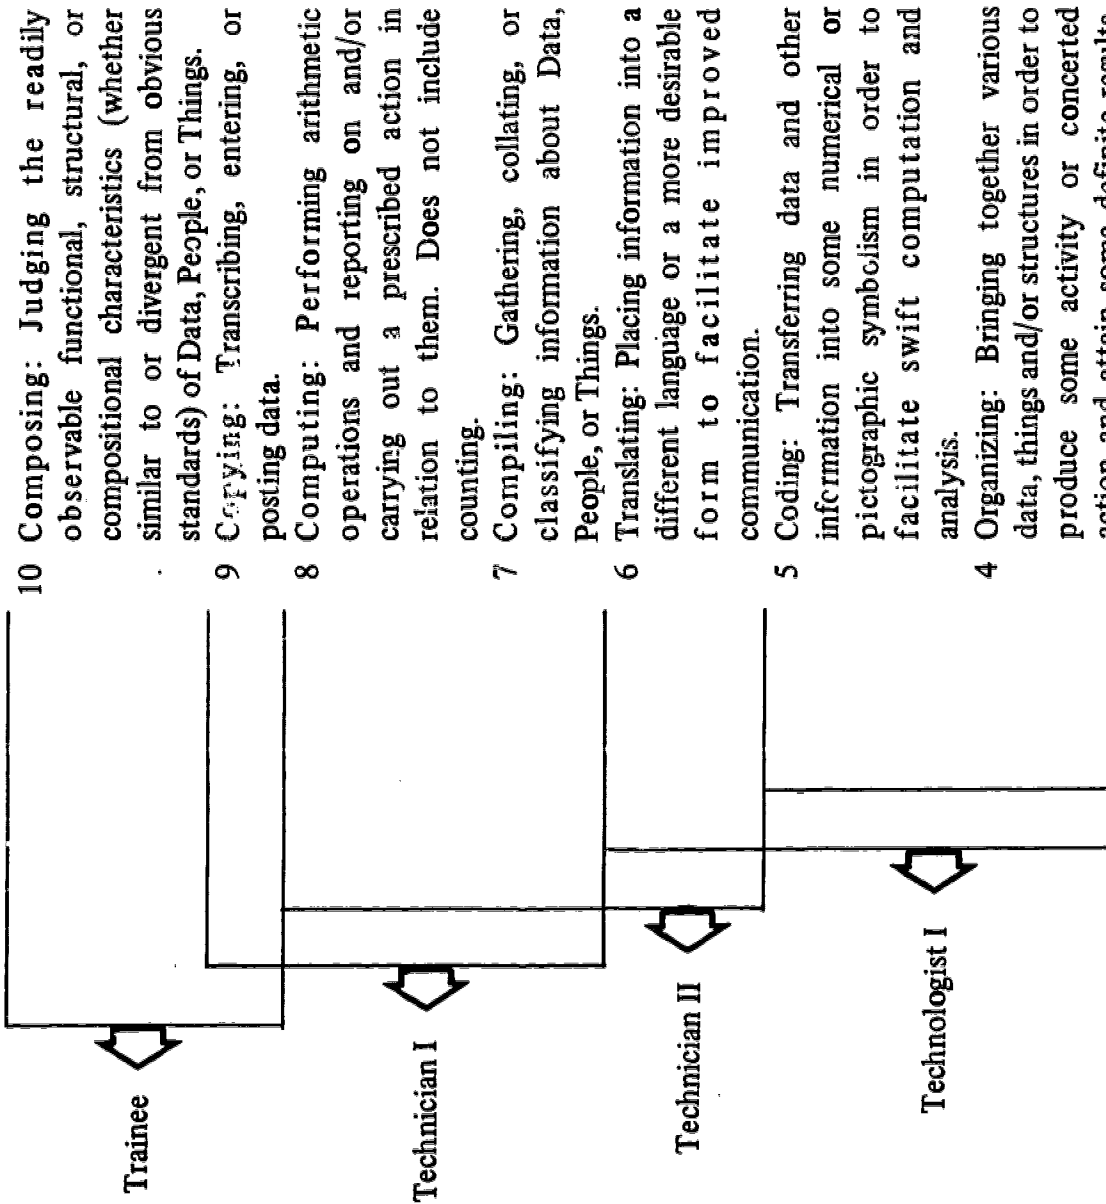 10 Composing: Judging the readily
observable functional, structural, or
compositional characteristics (whether
similar to or divergent from obvious
standards) of Data, People, or Things.
9 Copying: Transcribing, entering, or
posting data.
8 Computing: Performing arithmetic
operations and reporting on and/or
carrying out a prescribed action in
relation to them. Does not include
counting.
7 Compiling: Gathering, collating, or
classifying information about Data,
People, or Things.
6 Translating: Placing information into a
different language or a more desirable
form to facilitate improved
communication.
5 Coding: Transferring data and other
information into some numerical or
pictographic symbolism in order to
facilitate swift computation and
analysis.
4 Organizing: Bringing together various
data, things and/or structures in order to
produce some activity or concerted
action and attain some definite results
Trainee
Technician I
Technician II
Technologist I